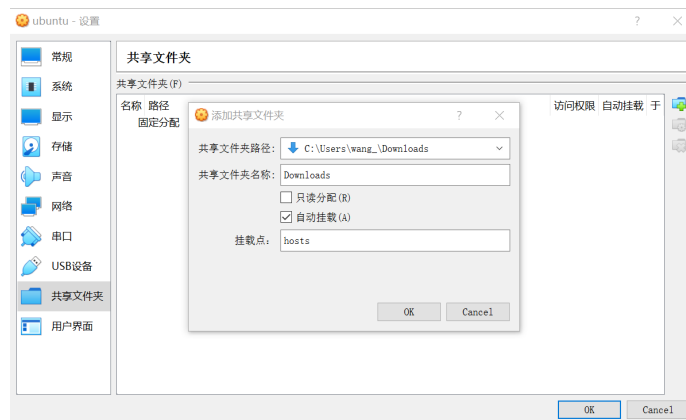 ubuntu - 设置
?
常规
系统
显示
存储
声音
网络
串口
USB设备
共享文件夹
用户界面
共享文件夹
共享文件夹(F)
名称 路径 访问权限 自动挂载 于
固定分配
添加共享文件夹 ?
共享文件夹路径: C:\Users\wang_\Downloads
共享文件夹名称: Downloads
只读分配(R)
自动挂载(A)
挂载点: hosts
OK Cancel
OK Cancel